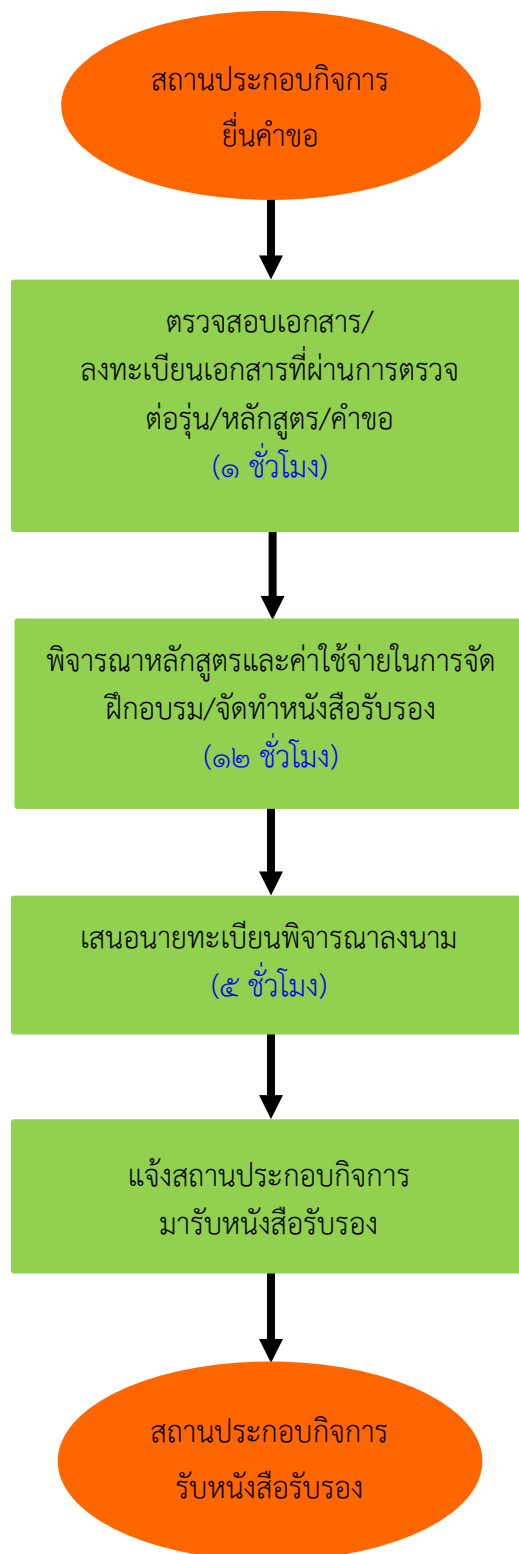 สถานประกอบกิจการ
ยื่นคำขอ
ตรวจสอบเอกสาร/
ลงทะเบียนเอกสารที่ผ่านการตรวจ
ต่อรุ่น/หลักสูตร/คำขอ
(๑ ชั่วโมง)
พิจารณาหลักสูตรและค่าใช้จ่ายในการจัด
ฝึกอบรม/จัดทำหนังสือรับรอง
(๑๒ ชั่วโมง)
เสนอนายทะเบียนพิจารณาลงนาม
(๕ ชั่วโมง)
แจ้งสถานประกอบกิจการ
มารับหนังสือรับรอง
สถานประกอบกิจการ
รับหนังสือรับรอง